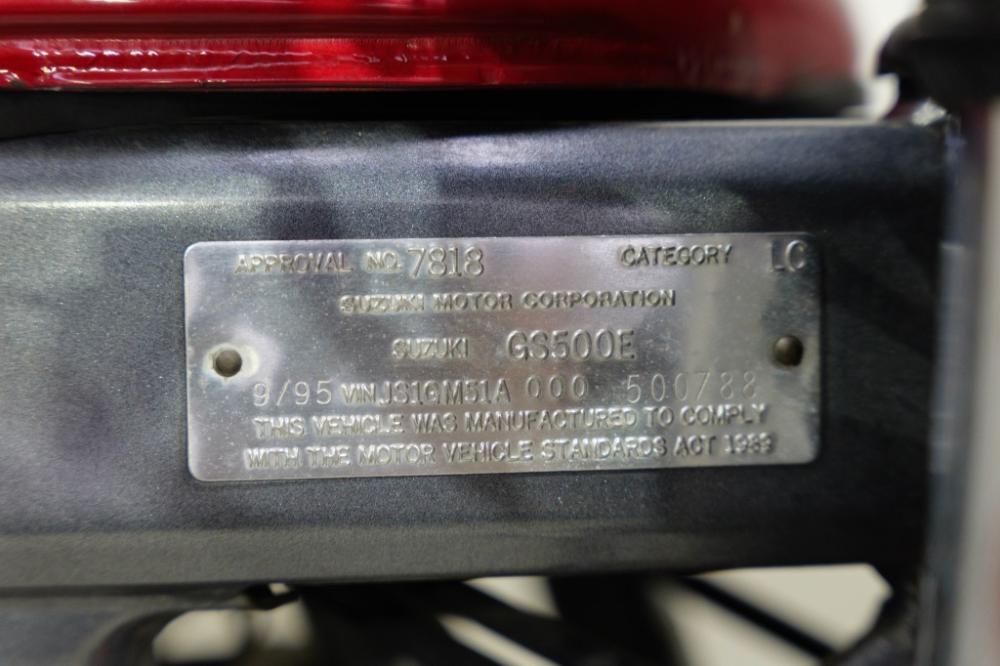 APPROVAL NO. 7818 CATEGORY LC
SUZUKI MOTOR CORPORATION
SUZUKI GS500E
9/95 VIN JS1GM51A 000 500788
THIS VEHICLE WAS MANUFACTURED TO COMPLY
WITH THE MOTOR VEHICLE STANDARDS ACT 1989